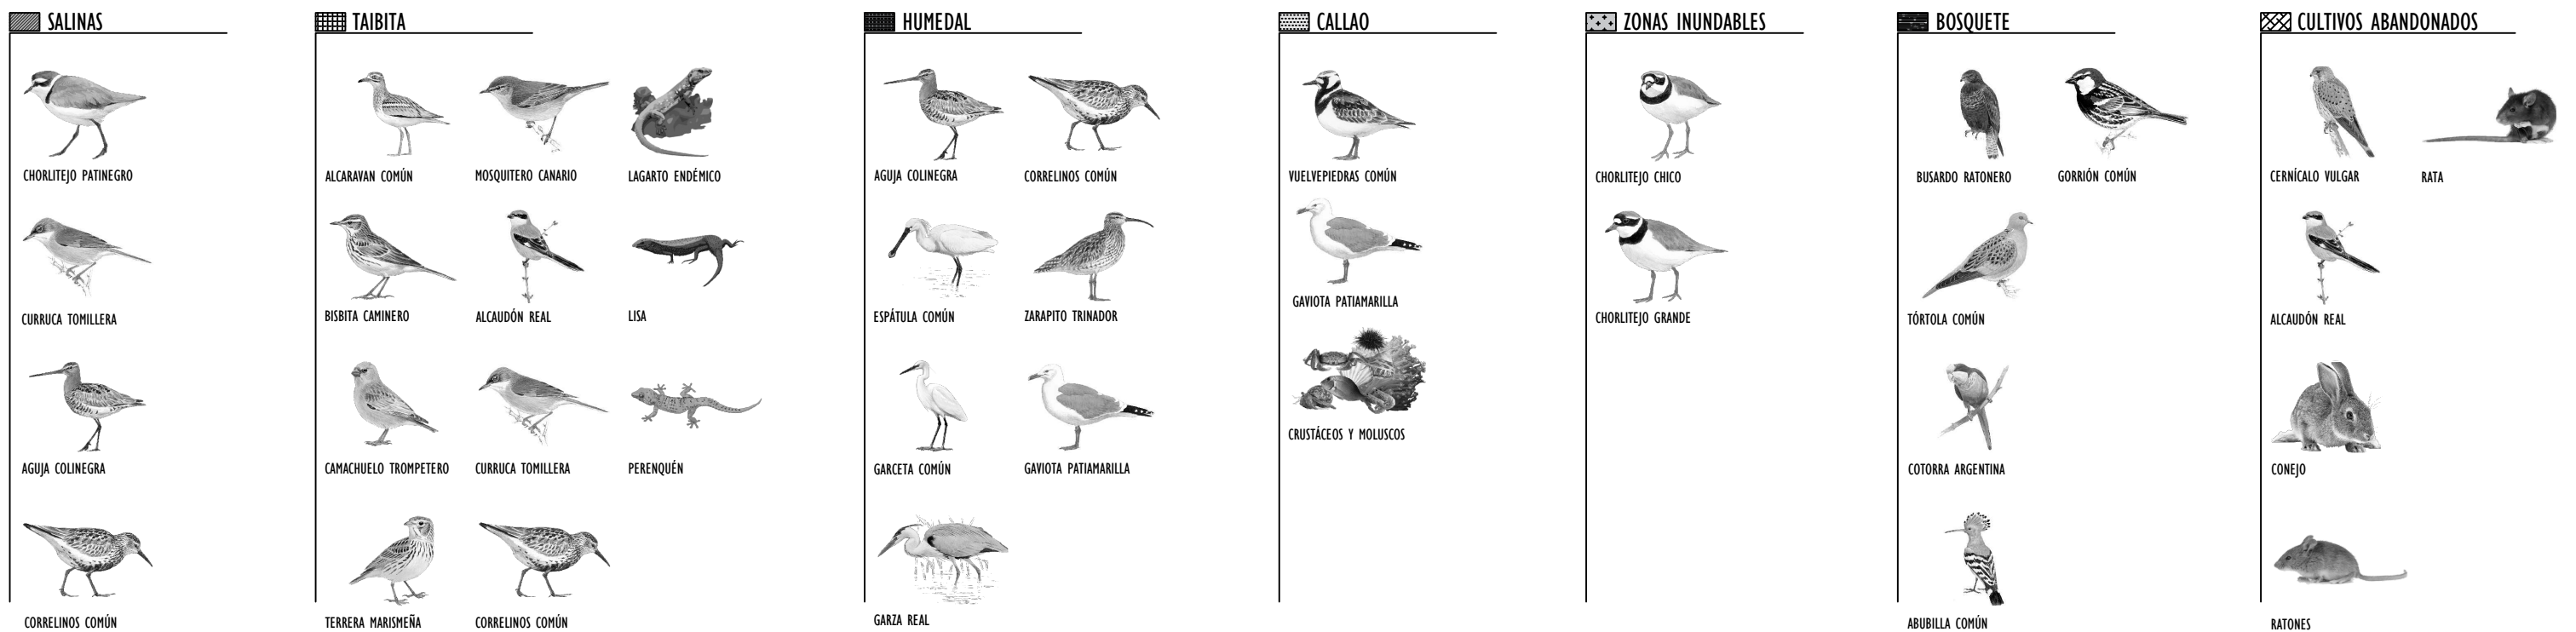 SALINAS
CHORLITEJO PATINEGRO
CURRUCA TOMILLERA
AGUJA COLINEGRA
CORRELINOS COMÚN
TAIBITA
ALCARAVAN COMÚN
MOSQUITERO CANARIO
LAGARTO ENDÉMICO
BISBITA CAMINERO
ALCAUDÓN REAL
LISA
CAMACHUELO TROMPETERO
CURRUCA TOMILLERA
PERENQUÉN
TERRERA MARISMEÑA
CORRELINOS COMÚN
HUMEDAL
AGUJA COLINEGRA
CORRELINOS COMÚN
ESPÁTULA COMÚN
ZARAPITO TRINADOR
GARCETA COMÚN
GAVIOTA PATIAMARILLA
GARZA REAL
CALLAO
VUELVEPIEDRAS COMÚN
GAVIOTA PATIAMARILLA
CRUSTÁCEOS Y MOLUSCOS
ZONAS INUNDABLES
CHORLITEJO CHICO
CHORLITEJO GRANDE
BOSQUETE
BUSARDO RATONERO
GORRIÓN COMÚN
TÓRTOLA COMÚN
COTORRA ARGENTINA
ABUBILLA COMÚN
CULTIVOS ABANDONADOS
CERNÍCALO VULGAR
RATA
ALCAUDÓN REAL
CONEJO
RATONES